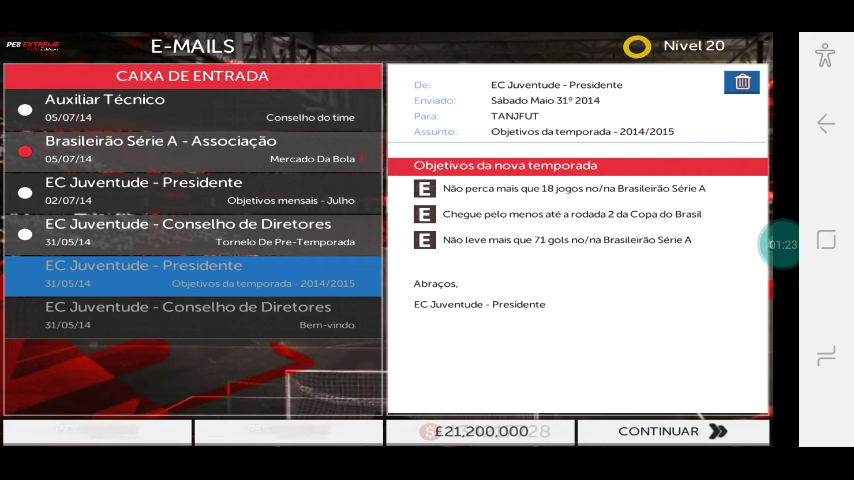 PES EXTREME
E-MAILS
Nível 20
CAIXA DE ENTRADA
Auxiliar Técnico
05/07/14 Conselho do time
Brasileirão Série A - Associação
05/07/14 Mercado Da Bola
EC Juventude - Presidente
02/07/14 Objetivos mensais - Julho
EC Juventude - Conselho de Diretores
31/05/14 Torneio De Pre-Temporada
EC Juventude - Presidente
31/05/14 Objetivos da temporada - 2014/2015
EC Juventude - Conselho de Diretores
31/05/14 Bem-vindo
De: EC Juventude - Presidente
Enviado: Sábado Maio 31º 2014
Para: TANJFUT
Assunto: Objetivos da temporada - 2014/2015
Objetivos da nova temporada
E Não perca mais que 18 jogos no/na Brasileirão Série A
E Chegue pelo menos até a rodada 2 da Copa do Brasil
E Não leve mais que 71 gols no/na Brasileirão Série A
Abraços,
EC Juventude - Presidente
01:23
£21,200,000
CONTINUAR